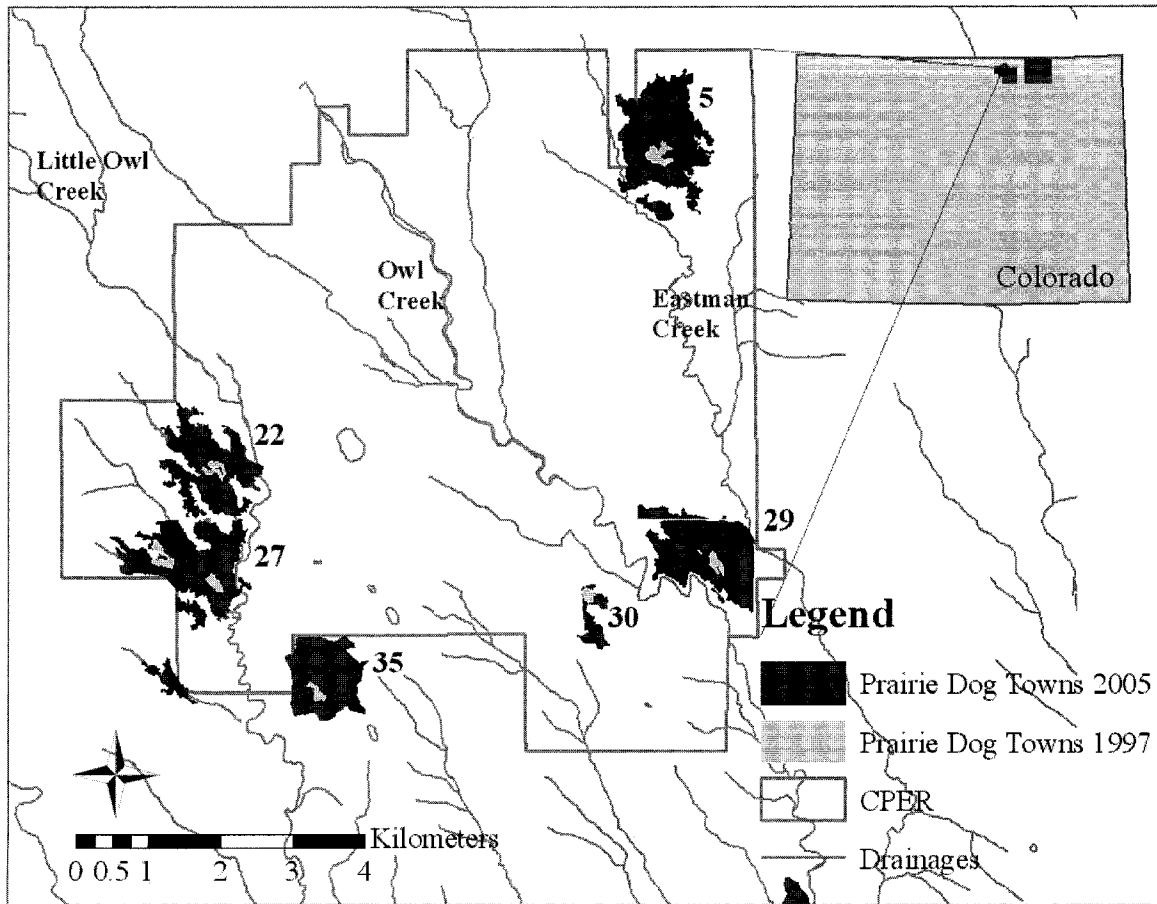 5
Little Owl
Creek
Colorado
Owl
Creek
Eastman
Creek
22
29
27
30
Legend
35
Prairie Dog Towns 2005
Prairie Dog Towns 1997
CPER
Drainages
Kilometers
0 0.5 1 2 3 4